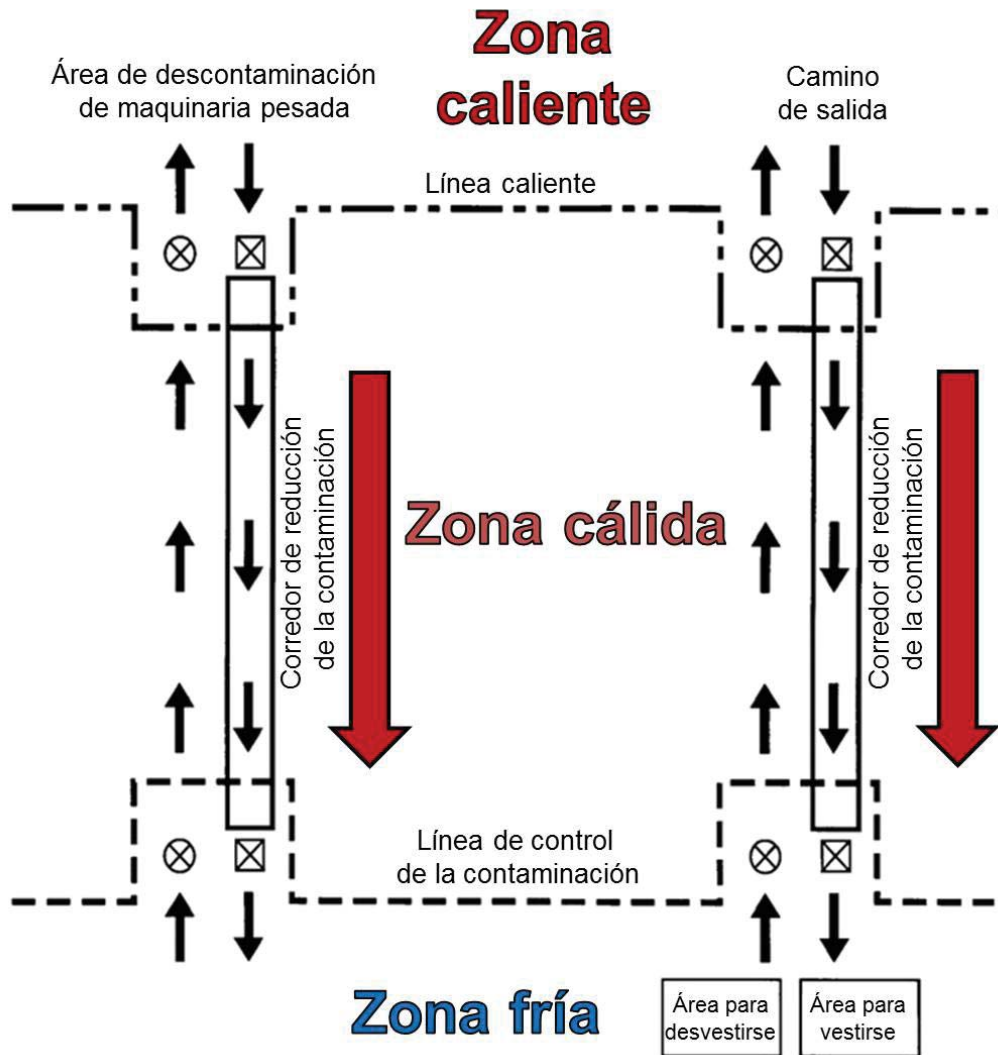 Zona
caliente
Área de descontaminación
de maquinaria pesada
Camino
de salida
Línea caliente
Corredor de reducción
de la contaminación
Zona cálida
Corredor de reducción
de la contaminación
Línea de control
de la contaminación
Zona fría
Área para
desvestirse
Área para
vestirse